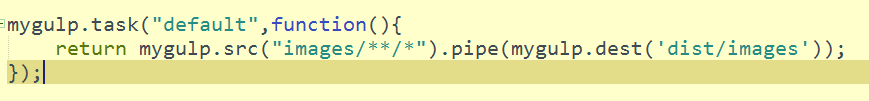 mygulp.task("default",function(){
    return mygulp.src("images/**/*").pipe(mygulp.dest('dist/images'));
});